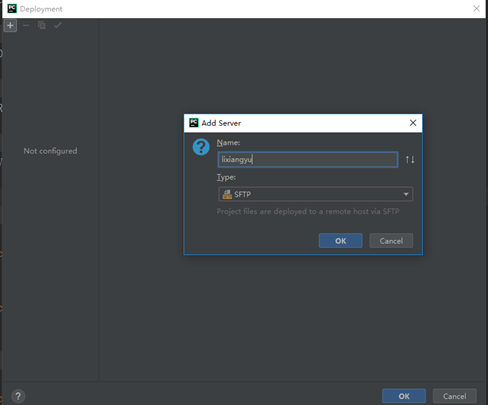 Deployment
Add Server
Name:
lixiangyu
Type:
SFTP
Project files are deployed to a remote host via SFTP
OK
Cancel
Not configured
OK
Cancel